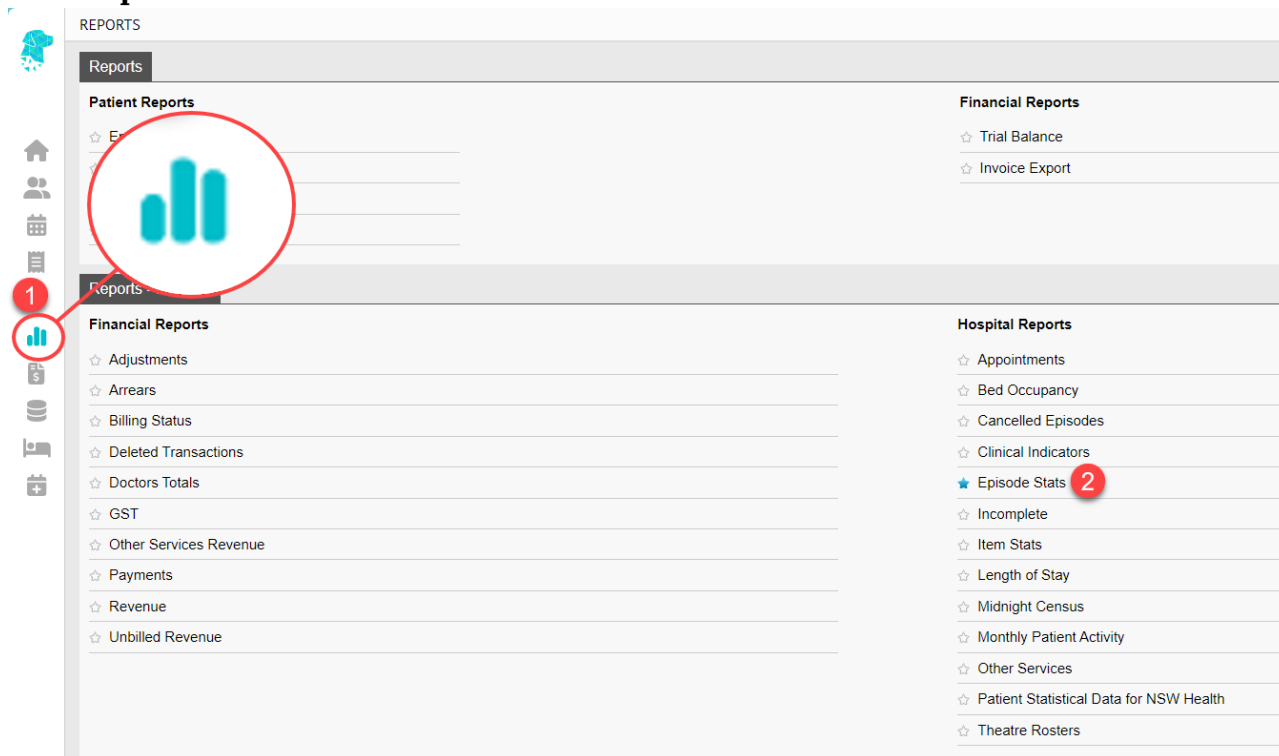 REPORTS
Reports
Patient Reports
Financial Reports
Trial Balance
Invoice Export
1
Reports
Financial Reports
Adjustments
Arrears
Billing Status
Deleted Transactions
Doctors Totals
GST
Other Services Revenue
Payments
Revenue
Unbilled Revenue
Hospital Reports
Appointments
Bed Occupancy
Cancelled Episodes
Clinical Indicators
Episode Stats 2
Incomplete
Item Stats
Length of Stay
Midnight Census
Monthly Patient Activity
Other Services
Patient Statistical Data for NSW Health
Theatre Rosters